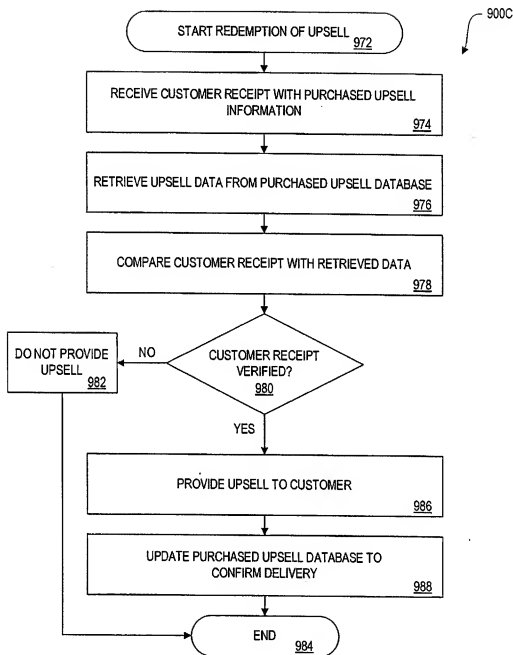 900C
START REDEMPTION OF UPSELL
972
RECEIVE CUSTOMER RECEIPT WITH PURCHASED UPSELL
INFORMATION
974
RETRIEVE UPSELL DATA FROM PURCHASED UPSELL DATABASE
976
COMPARE CUSTOMER RECEIPT WITH RETRIEVED DATA
978
CUSTOMER RECEIPT
VERIFIED?
980
NO
DO NOT PROVIDE
UPSELL
982
YES
PROVIDE UPSELL TO CUSTOMER
986
UPDATE PURCHASED UPSELL DATABASE TO
CONFIRM DELIVERY
988
END
984